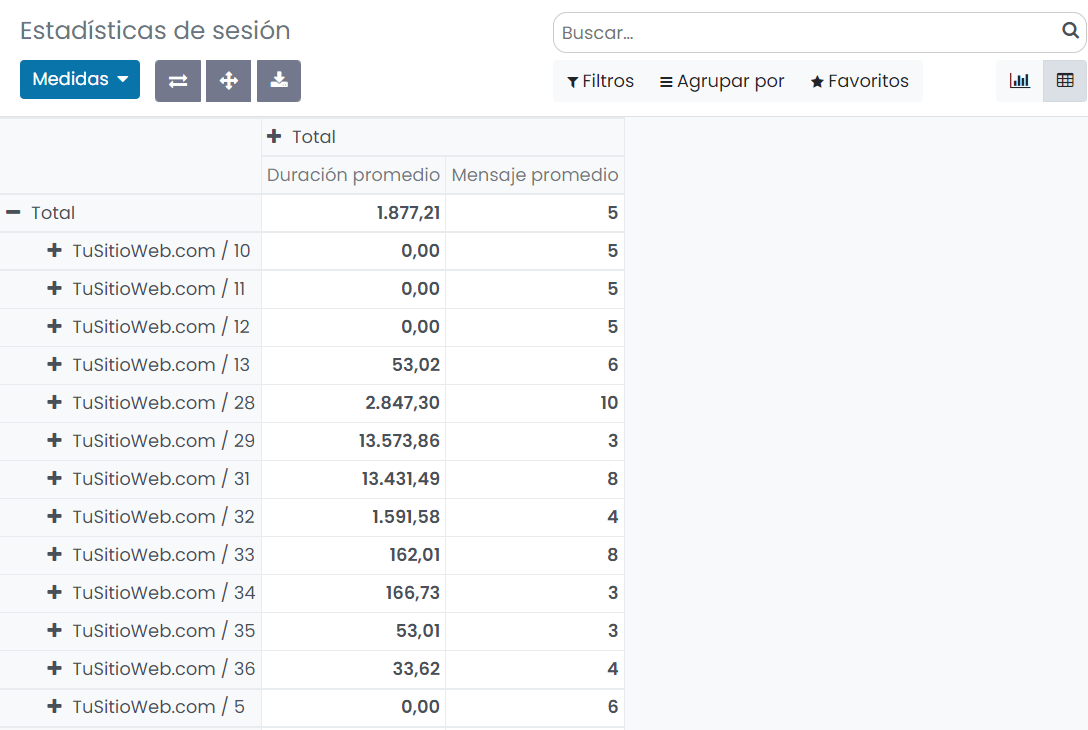 Estadísticas de sesión
Buscar...
Medidas
Filtros Agrupar por Favoritos
Total
Duración promedio Mensaje promedio
Total 1.877,21 5
TuSitioWeb.com / 10 0,00 5
TuSitioWeb.com / 11 0,00 5
TuSitioWeb.com / 12 0,00 5
TuSitioWeb.com / 13 53,02 6
TuSitioWeb.com / 28 2.847,30 10
TuSitioWeb.com / 29 13.573,86 3
TuSitioWeb.com / 31 13.431,49 8
TuSitioWeb.com / 32 1.591,58 4
TuSitioWeb.com / 33 162,01 8
TuSitioWeb.com / 34 166,73 3
TuSitioWeb.com / 35 53,01 3
TuSitioWeb.com / 36 33,62 4
TuSitioWeb.com / 5 0,00 6